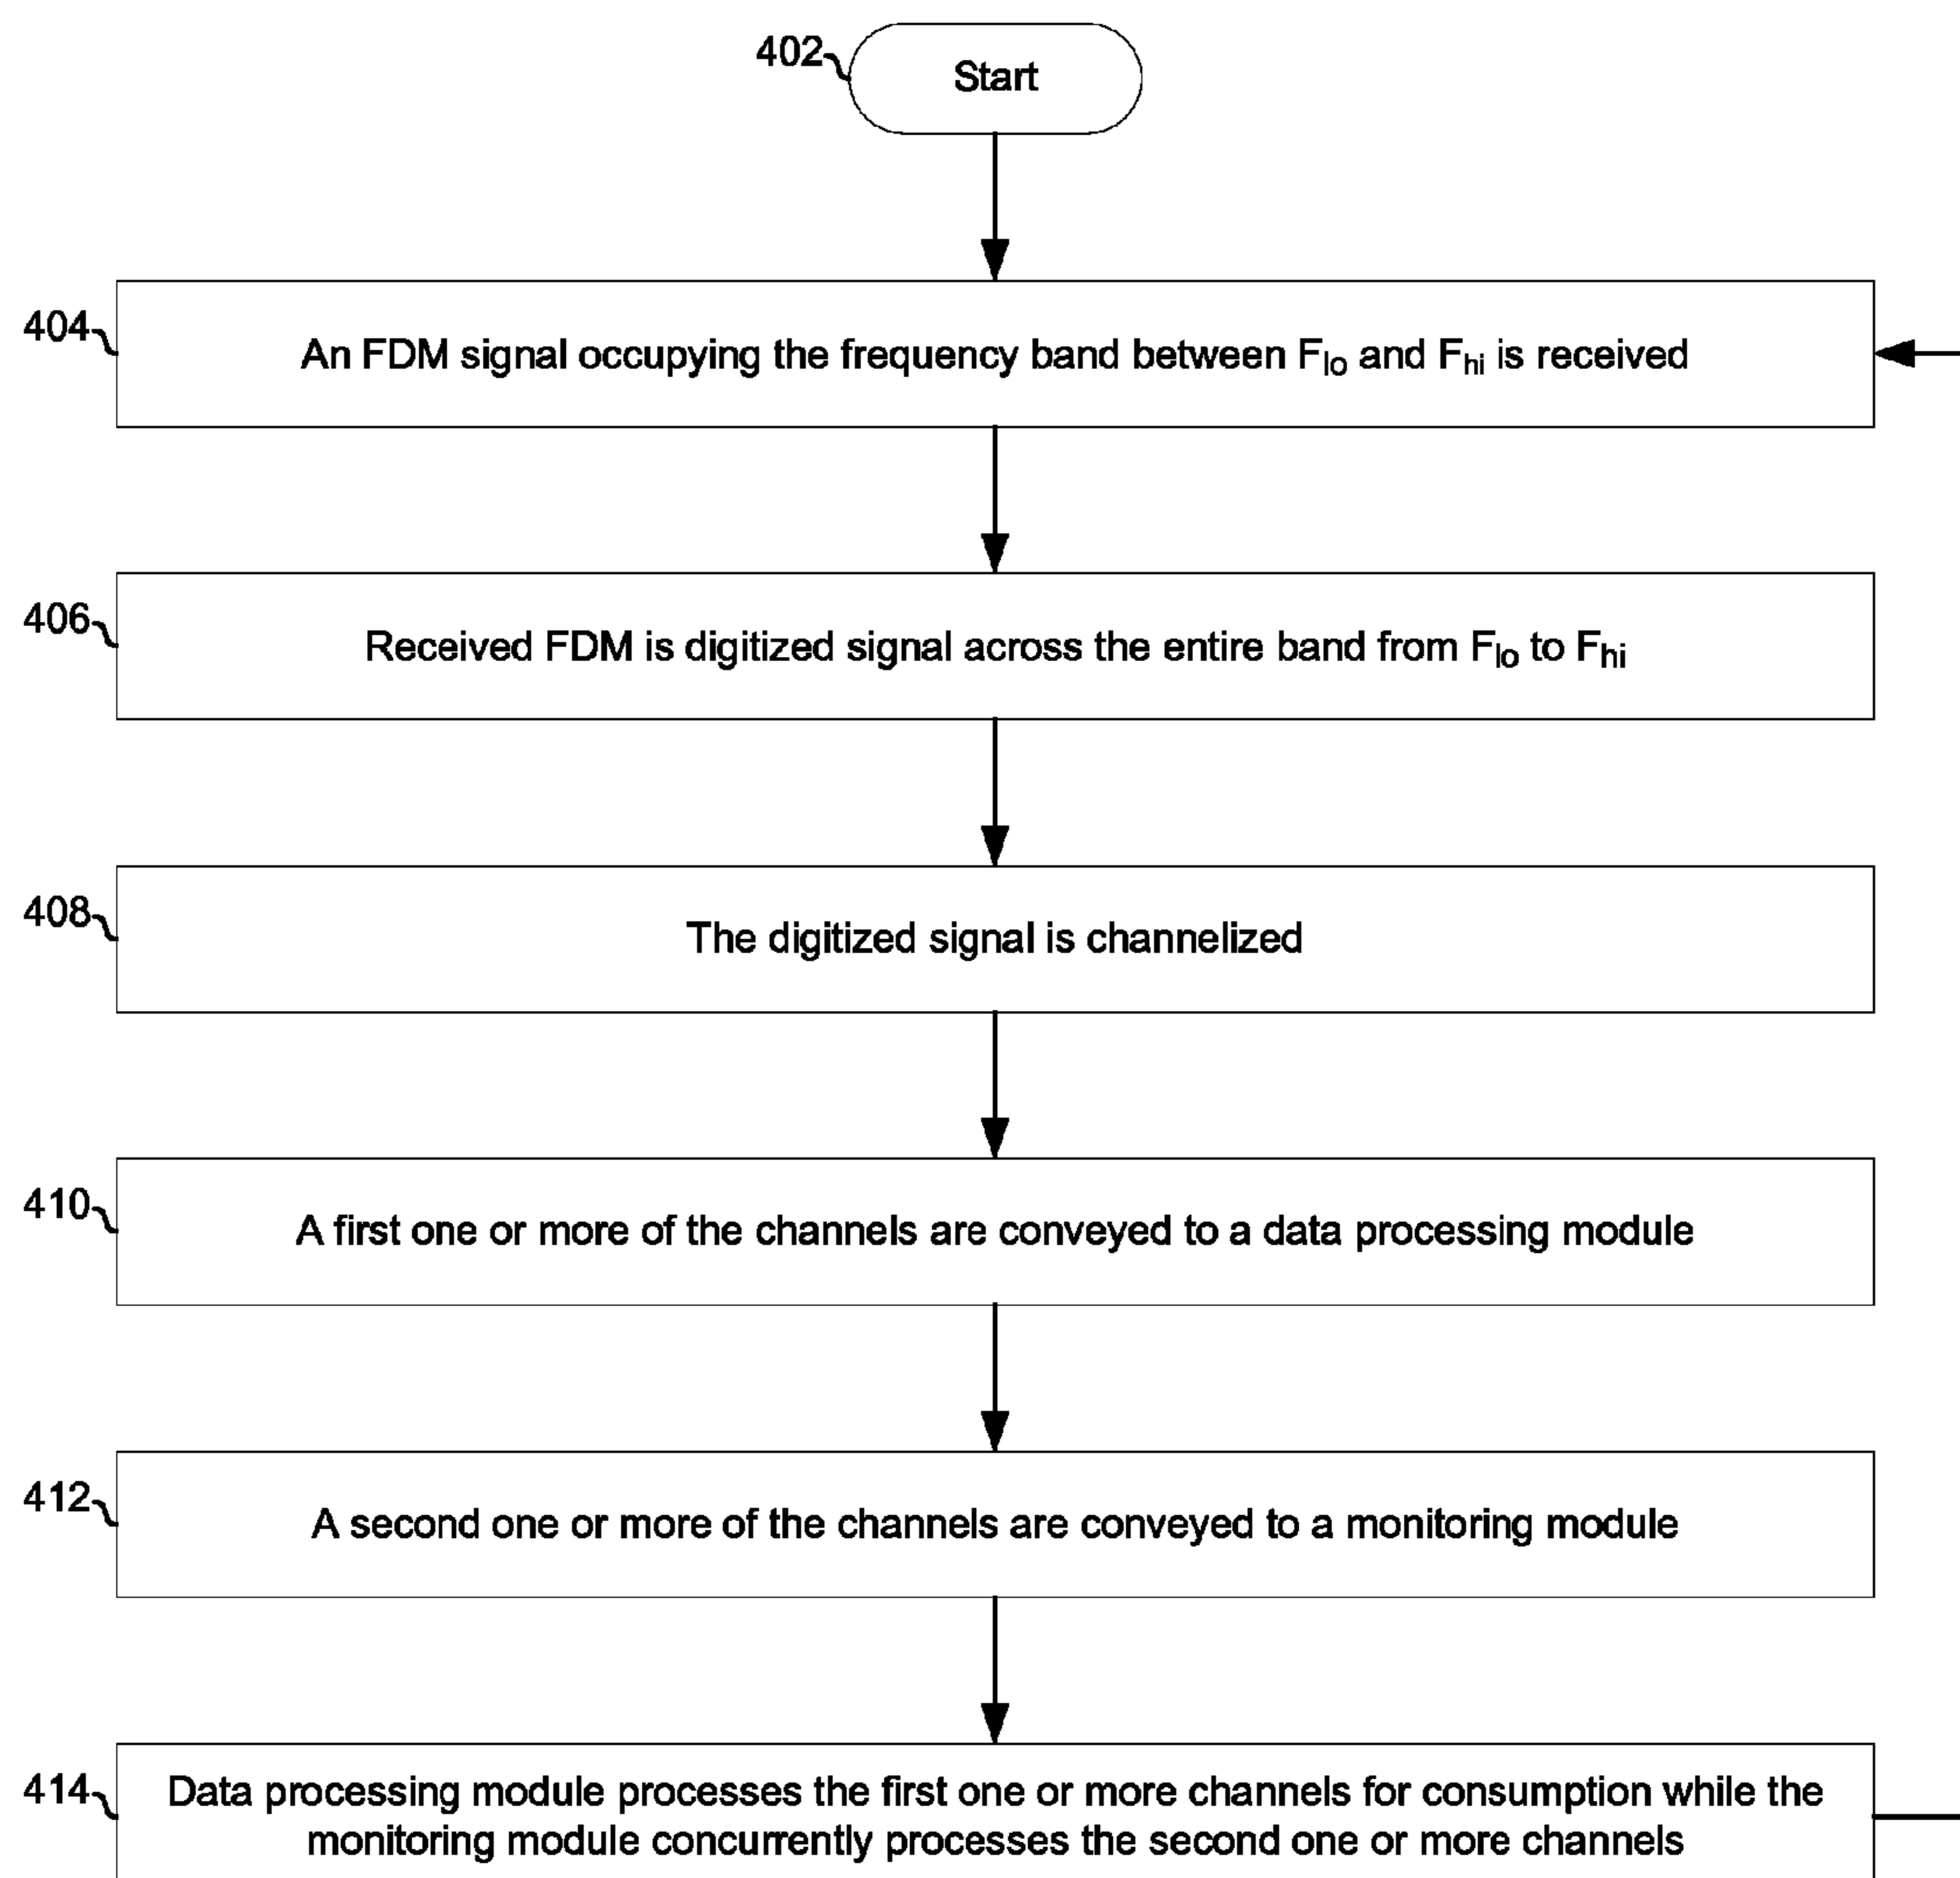 402
Start
404
An FDM signal occupying the frequency band between Flo and Fhi is received
406
Received FDM is digitized signal across the entire band from Flo to Fhi
408
The digitized signal is channelized
410
A first one or more of the channels are conveyed to a data processing module
412
A second one or more of the channels are conveyed to a monitoring module
414
Data processing module processes the first one or more channels for consumption while the
monitoring module concurrently processes the second one or more channels